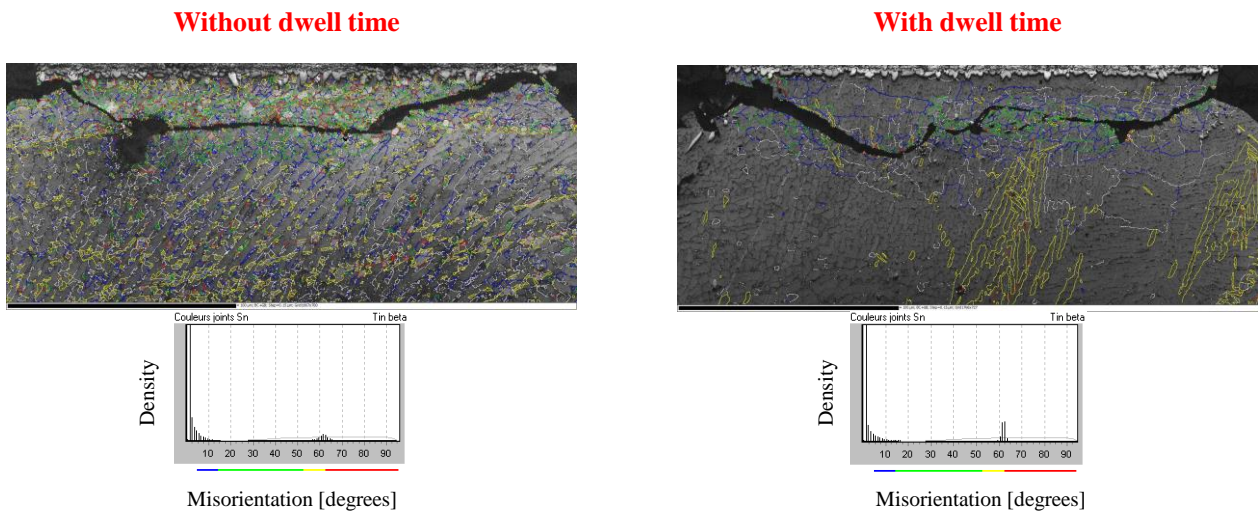 Without dwell time
With dwell time
Couleurs joints Sn
Tin beta
Density
10 20 30 40 50 60 70 80 90
Misorientation [degrees]
Couleurs joints Sn
Tin beta
Density
10 20 30 40 50 60 70 80 90
Misorientation [degrees]